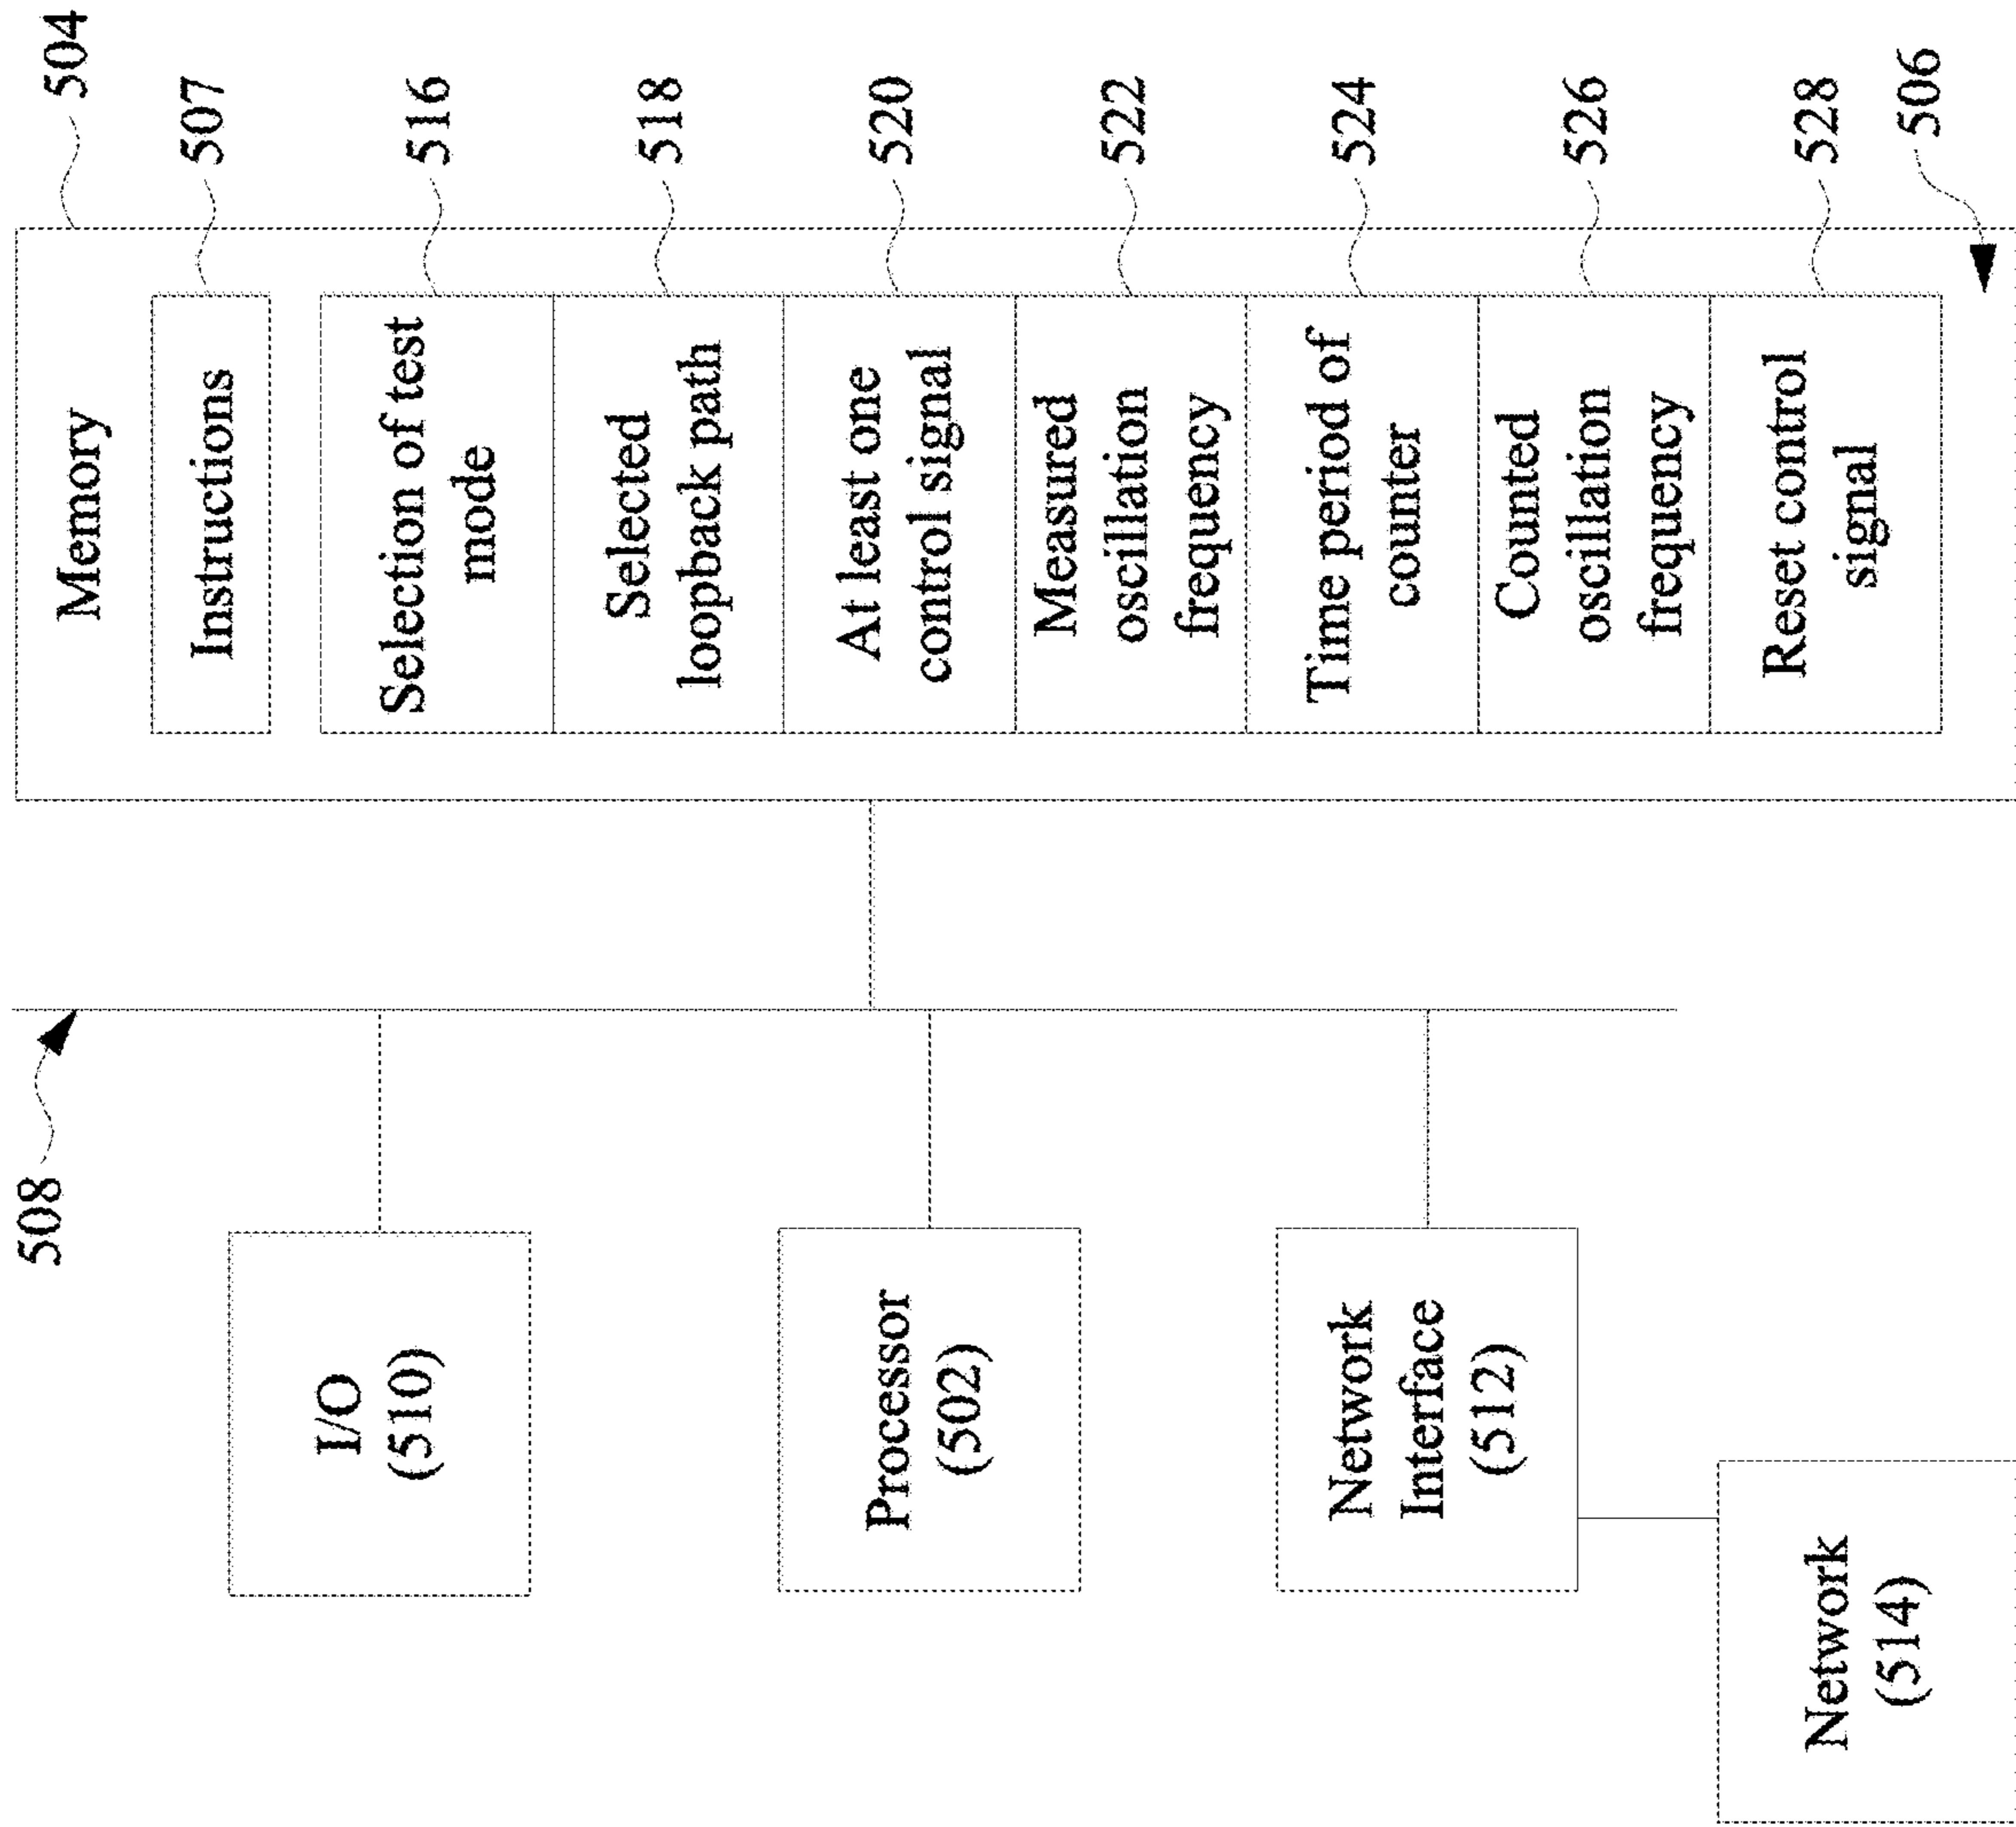 508
I/O
(510)
Processor
(502)
Network
Interface
(512)
Network
(514)
Memory
504
Instructions
507
Selection of test
mode
516
Selected
loopback path
518
At least one
control signal
520
Measured
oscillation
frequency
522
Time period of
counter
524
Counted
oscillation
frequency
526
Reset control
signal
528
506